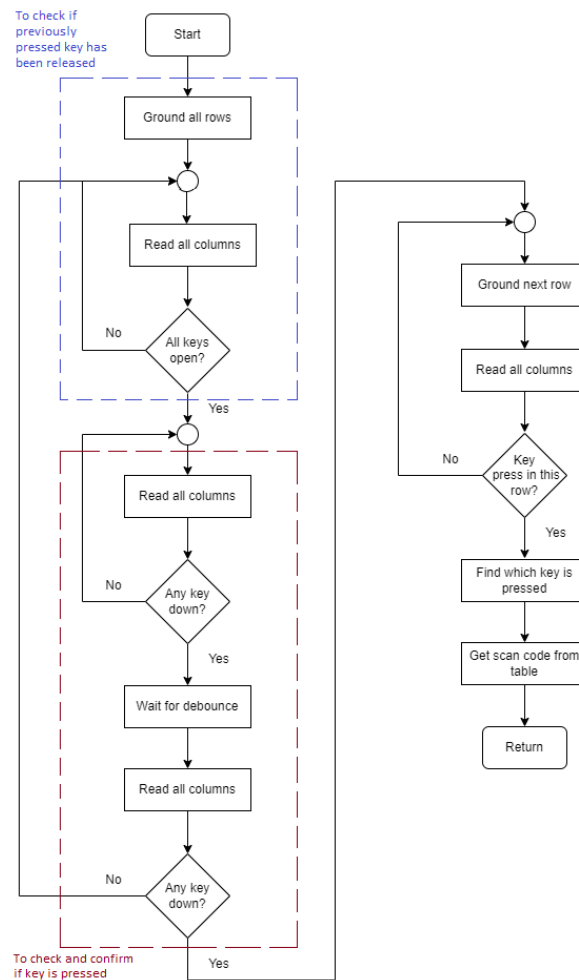 To check if
previously
pressed key has
been released
Start
Ground all rows
Read all columns
No
All keys
open?
Yes
Read all columns
No
Any key
down?
Yes
Wait for debounce
Read all columns
No
Any key
down?
To check and confirm
if key is pressed
Yes
Ground next row
Read all columns
No
Key
press in this
row?
Yes
Find which key is
pressed
Get scan code from
table
Return